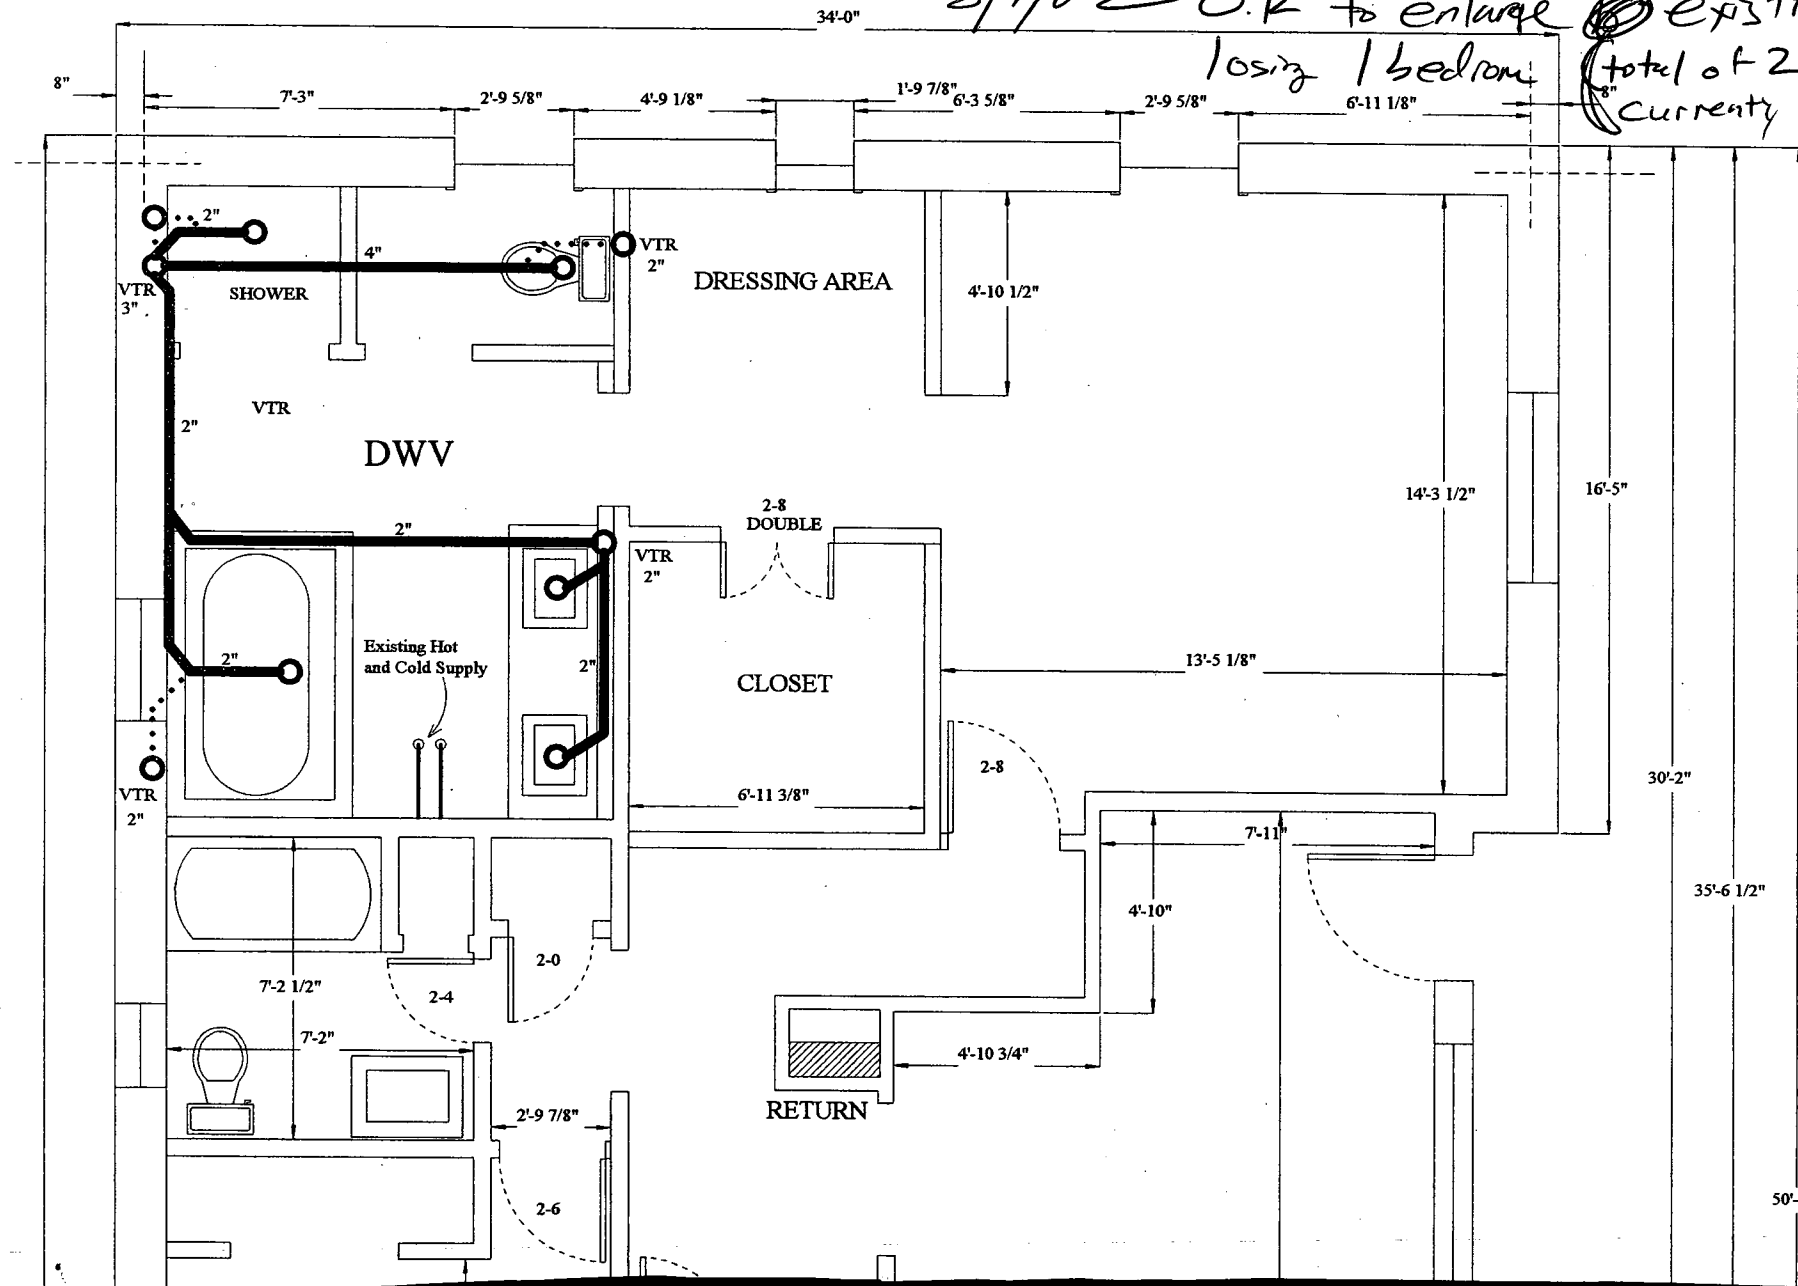 O.K to enlarge
34'-0"
losing 1 bedroom (total of 2
8"
7'-3"
2'-9 5/8"
4'-9 1/8"
1'-9 7/8"
6'-3 5/8"
2'-9 5/8"
6'-11 1/8"
8"
currently
2"
4"
VTR
2"
VTR
3"
SHOWER
DRESSING AREA
4'-10 1/2"
2"
VTR
DWV
14'-3 1/2"
16'-5"
2-8
DOUBLE
2"
VTR
2"
Existing Hot
and Cold Supply
2"
2"
CLOSET
13'-5 1/8"
2-8
30'-2"
VTR
2"
6'-11 3/8"
7'-11"
4'-10"
35'-6 1/2"
2-0
7'-2 1/2"
2-4
7'-2"
4'-10 3/4"
RETURN
2'-9 7/8"
2-6
50'-